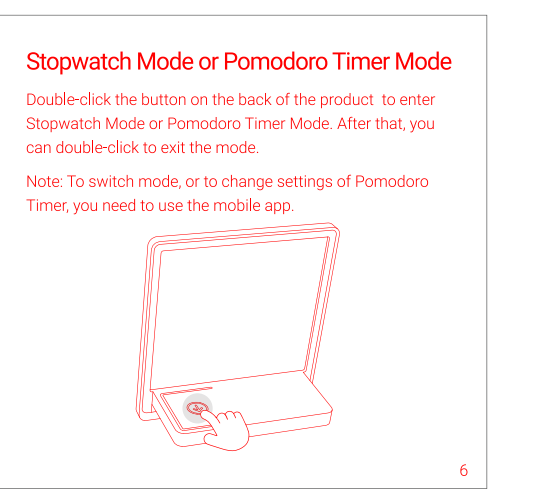 Stopwatch Mode or Pomodoro Timer Mode
Double-click the button on the back of the product to enter
Stopwatch Mode or Pomodoro Timer Mode. After that, you
can double-click to exit the mode.
Note: To switch mode, or to change settings of Pomodoro
Timer, you need to use the mobile app.
6